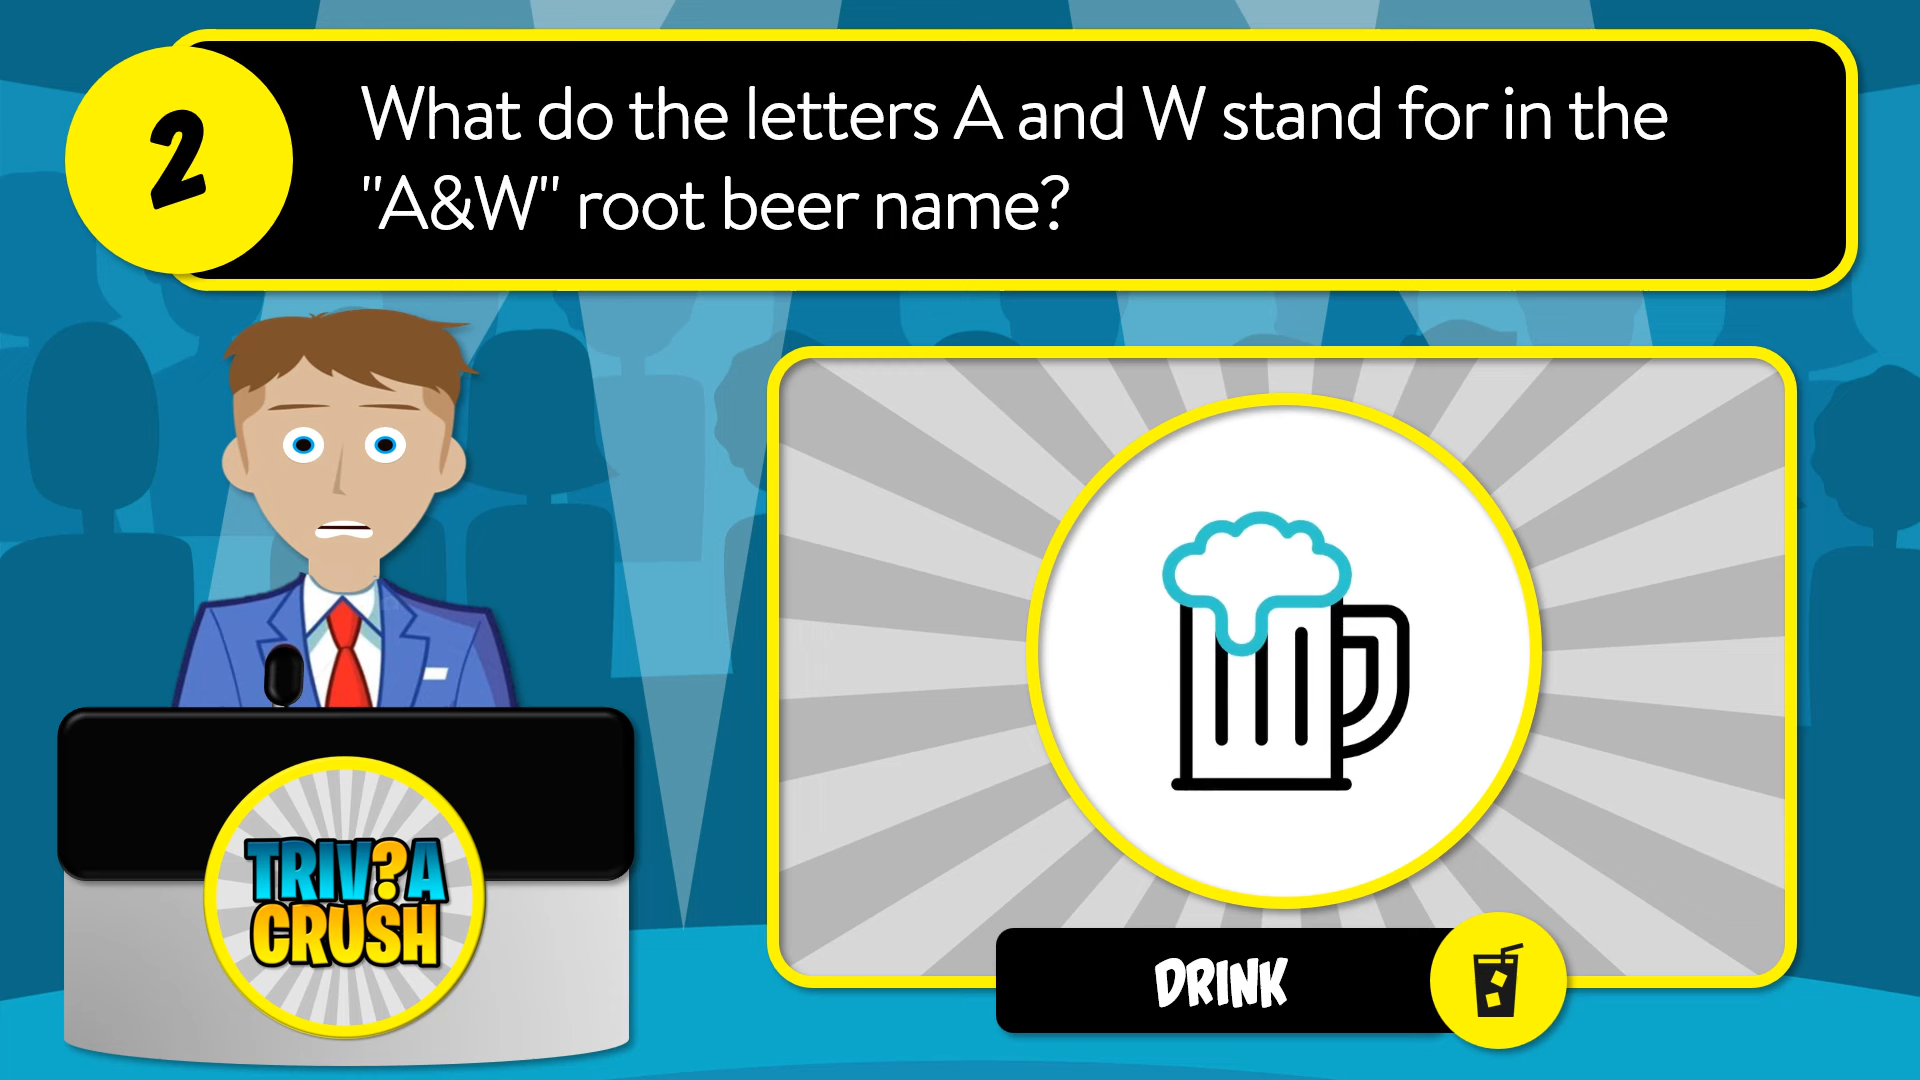 2
What do the letters A and W stand for in the
"A&W" root beer name?
TRIV?A
CRUSH
DRINK